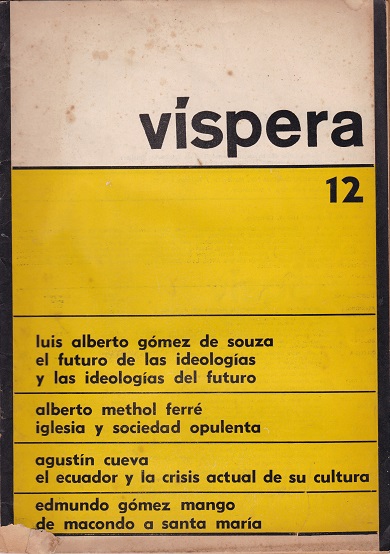 víspera
12
luis alberto gómez de souza
el futuro de las ideologías
y las ideologías del futuro
alberto methol ferré
iglesia y sociedad opulenta
agustín cueva
el ecuador y la crisis actual de su cultura
edmundo gómez mango
de macondo a santa maría